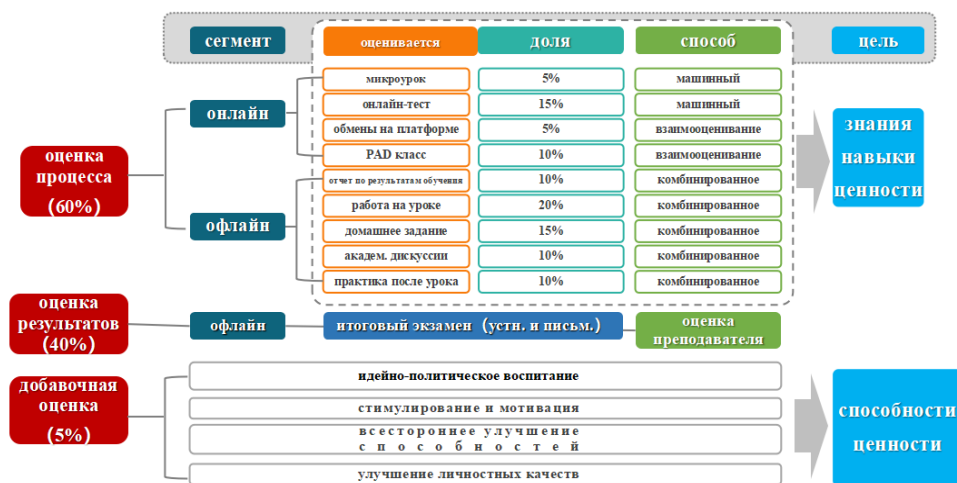 сегмент
оценивается
доля
способ
цель
микроурок
5%
машинный
онлайн-тест
15%
машинный
обмены на платформе
5%
взаимооценивание
PAD класс
10%
взаимооценивание
отчет по результатам обучения
10%
комбинированное
работа на уроке
20%
комбинированное
домашнее задание
15%
комбинированное
академ. дискуссии
10%
комбинированное
практика после урока
10%
комбинированное
онлайн
офлайн
оценка
процесса
(60%)
знания
навыки
ценности
оценка
результатов
(40%)
офлайн
итоговый экзамен (устн. и письм.)
оценка
преподавателя
добавочная
оценка
(5%)
идейно-политическое воспитание
стимулирование и мотивация
всестороннее улучшение
способностей
улучшение личностных качеств
способности
ценности